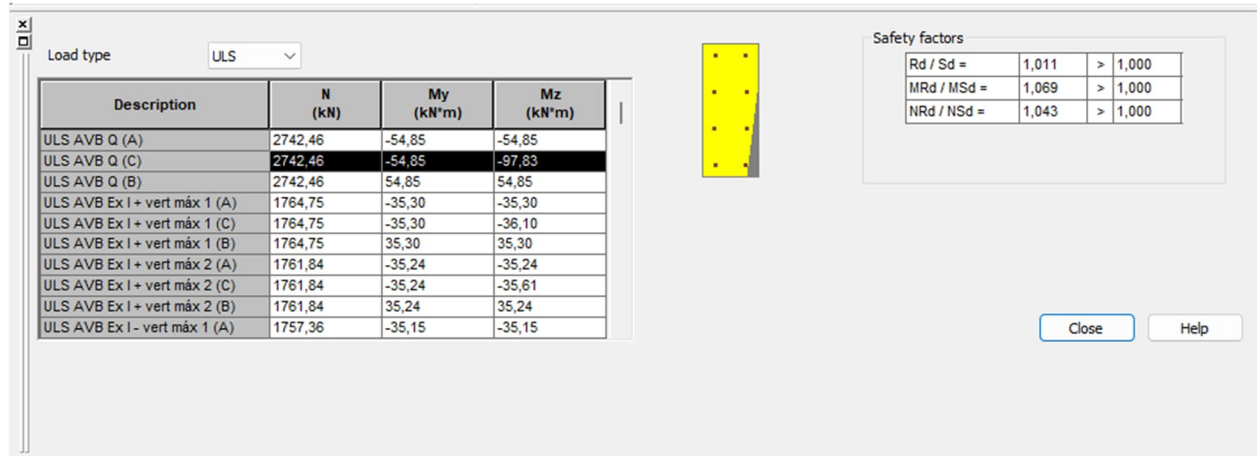 Load type ULS
Description N (kN) My (kN*m) Mz (kN*m)
ULS AVB Q (A) 2742,46 -54,85 -54,85
ULS AVB Q (C) 2742,46 -54,85 -97,83
ULS AVB Q (B) 2742,46 54,85 54,85
ULS AVB Ex I + vert máx 1 (A) 1764,75 -35,30 -35,30
ULS AVB Ex I + vert máx 1 (C) 1764,75 -35,30 -36,10
ULS AVB Ex I + vert máx 1 (B) 1764,75 35,30 35,30
ULS AVB Ex I + vert máx 2 (A) 1761,84 -35,24 -35,24
ULS AVB Ex I + vert máx 2 (C) 1761,84 -35,24 -35,61
ULS AVB Ex I + vert máx 2 (B) 1761,84 35,24 35,24
ULS AVB Ex I - vert máx 1 (A) 1757,36 -35,15 -35,15
Safety factors
Rd / Sd = 1,011 > 1,000
MRd / MSd = 1,069 > 1,000
NRd / NSd = 1,043 > 1,000
Close Help